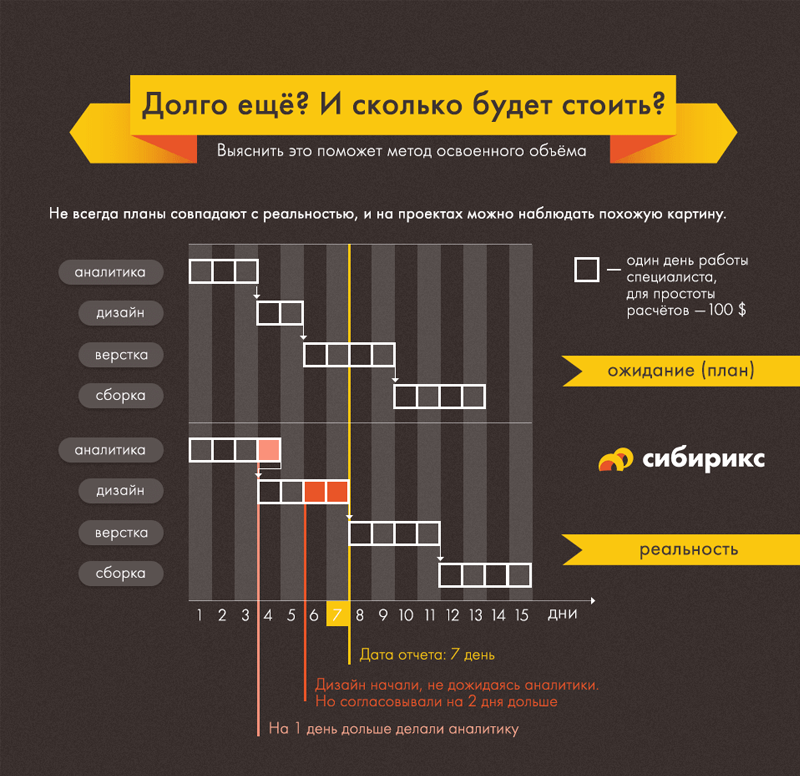 Долго ещё? И сколько будет стоить?
Выяснить это поможет метод освоенного объёма
Не всегда планы совпадают с реальностью, и на проектах можно наблюдать похожую картину.
аналитика
дизайн
верстка
сборка
— один день работы
специалиста,
для простоты
расчётов — 100 $
ожидание (план)
аналитика
дизайн
верстка
сборка
сибирикс
реальность
1 2 3 4 5 6 7 8 9 10 11 12 13 14 15 дни
Дата отчета: 7 день
Дизайн начали, не дожидаясь аналитики.
Но согласовывали на 2 дня дольше
На 1 день дольше делали аналитику